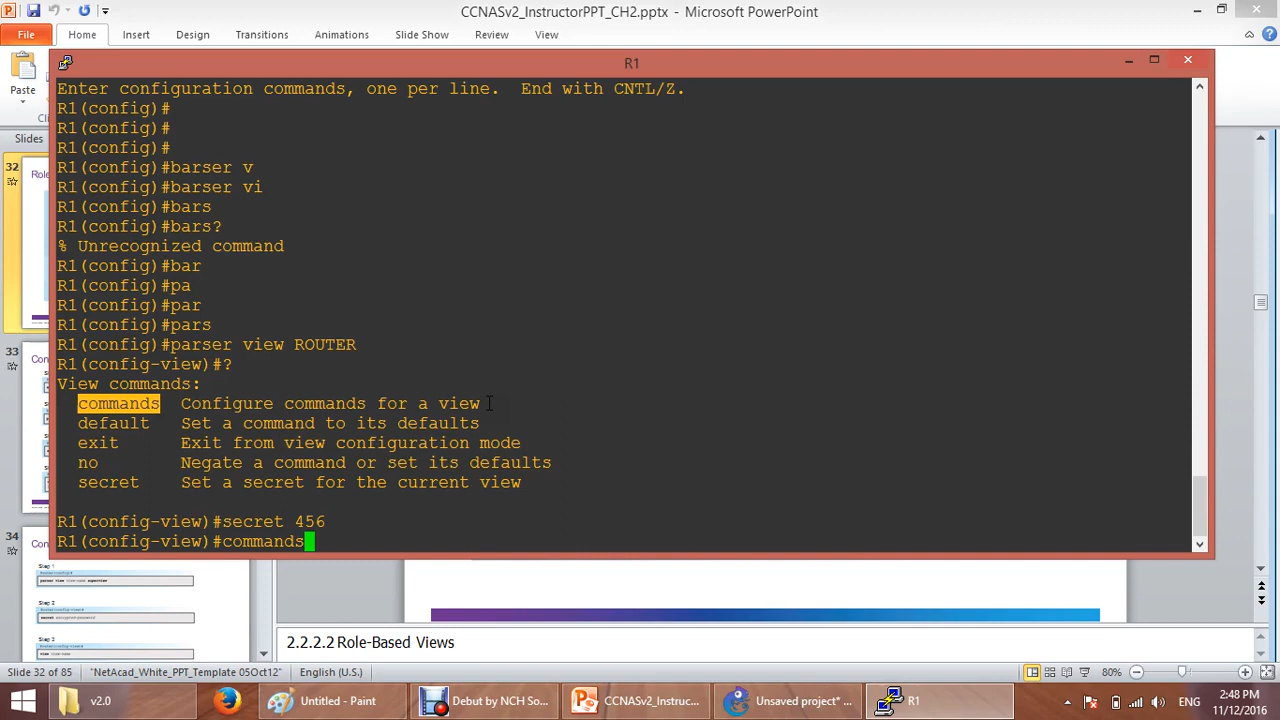 CCNASv2_InstructorPPT_CH2.pptx - Microsoft PowerPoint
File Home Insert Design Transitions Animations Slide Show Review View
Paste
R1
Slides
Enter configuration commands, one per line.  End with CNTL/Z.
R1(config)#
R1(config)#
R1(config)#
R1(config)#barser v
R1(config)#barser vi
R1(config)#bars
R1(config)#bars?
% Unrecognized command
R1(config)#bar
R1(config)#pa
R1(config)#par
R1(config)#pars
R1(config)#parser view ROUTER
R1(config-view)#?
View commands:
commands  Configure commands for a view
default  Set a command to its defaults
exit  Exit from view configuration mode
no  Negate a command or set its defaults
secret  Set a secret for the current view
R1(config-view)#secret 456
R1(config-view)#commands
32
33
34
Step 1
Step 2
Step 3
2.2.2.2 Role-Based Views
Slide 32 of 85 "NetAcad_White_PPT_Template 05Oct12" English (U.S.) 80%
v2.0 Untitled - Paint Debut by NCH So... CCNASv2_Instruc... Unsaved project* ... R1 ENG 2:48 PM
11/12/2016